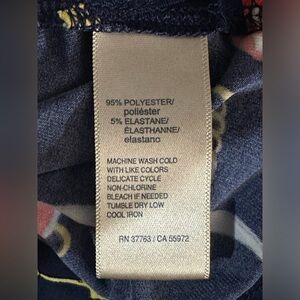 95% POLYESTER/
poliéster
5% ELASTANE/
ÉLASTHANNE/
elastano
MACHINE WASH COLD
WITH LIKE COLORS
DELICATE CYCLE
NON-CHLORINE
BLEACH IF NEEDED
TUMBLE DRY LOW
COOL IRON
RN 37763 / CA 55972